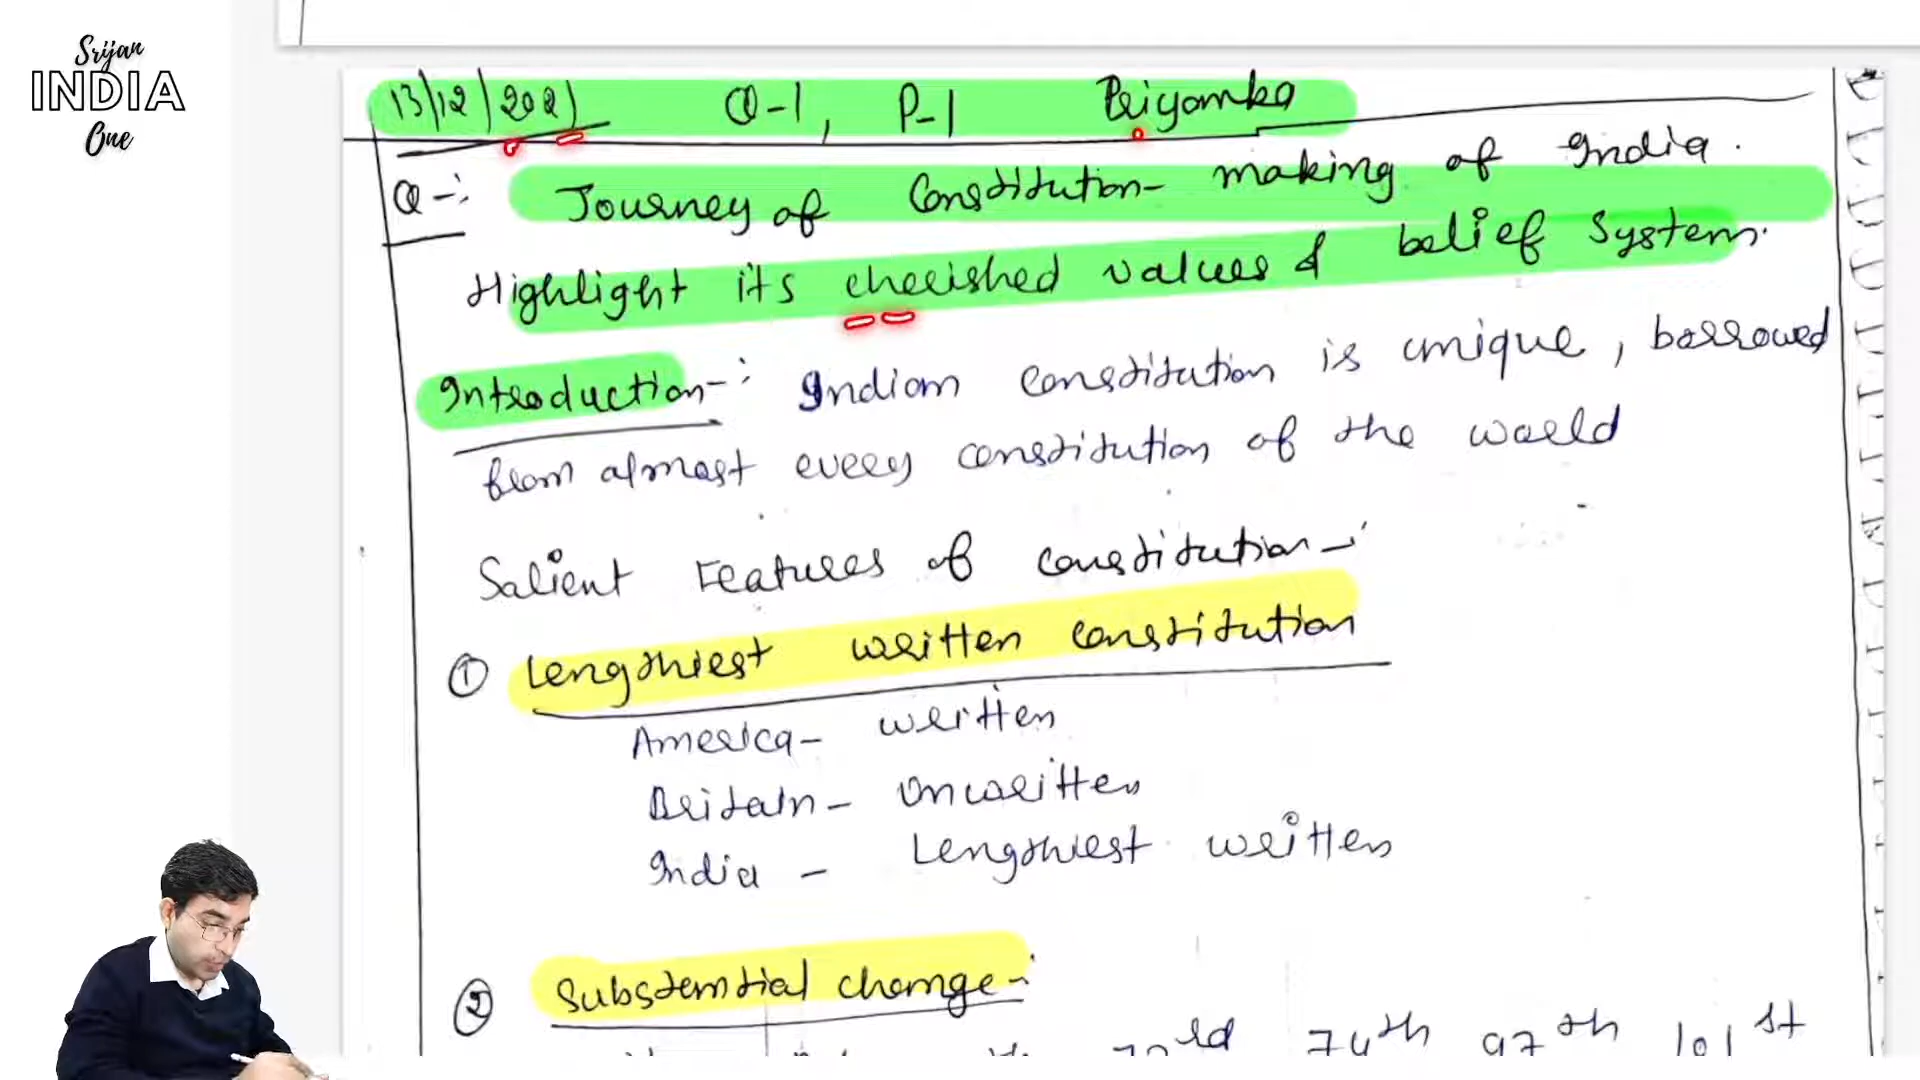 Srijan
INDIA
One
13/12/2021 Q-1, P-1 Priyanka
Q-: Journey of Constitution-making of India.
Highlight its cherished values & belief system.
Introduction-: Indian constitution is unique, borrowed
from almost every constitution of the world
Salient Features of constitution-:
① Lengthiest written constitution
America- written
Britain- Unwritten
India - Lengthiest written
② Substential change-:
74th 97th 101st